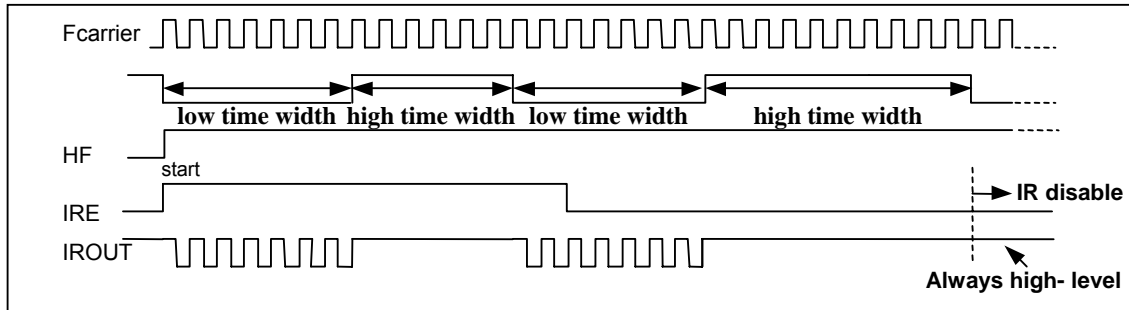 Fcarrier
low time width high time width low time width high time width
HF
start
IRE
IR disable
IROUT
Always high- level